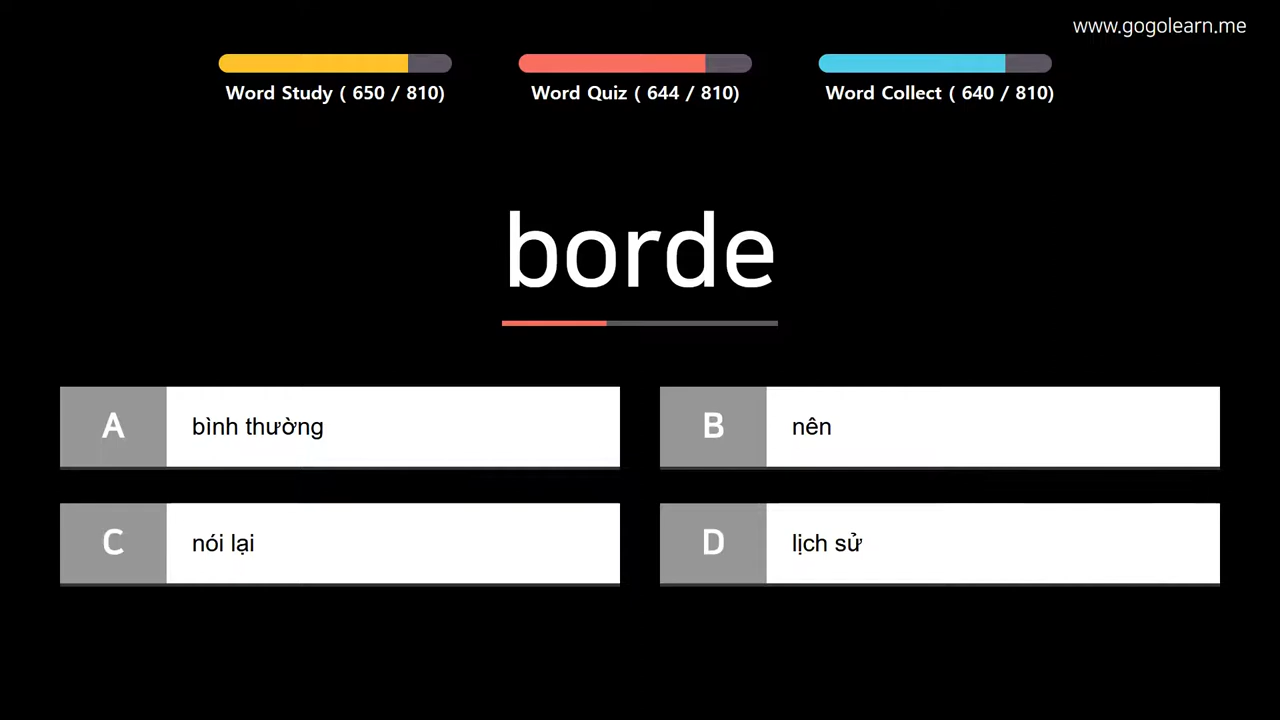 www.gogolearn.me
Word Study ( 650 / 810)
Word Quiz ( 644 / 810)
Word Collect ( 640 / 810)
borde
A bình thường
B nên
C nói lại
D lịch sử